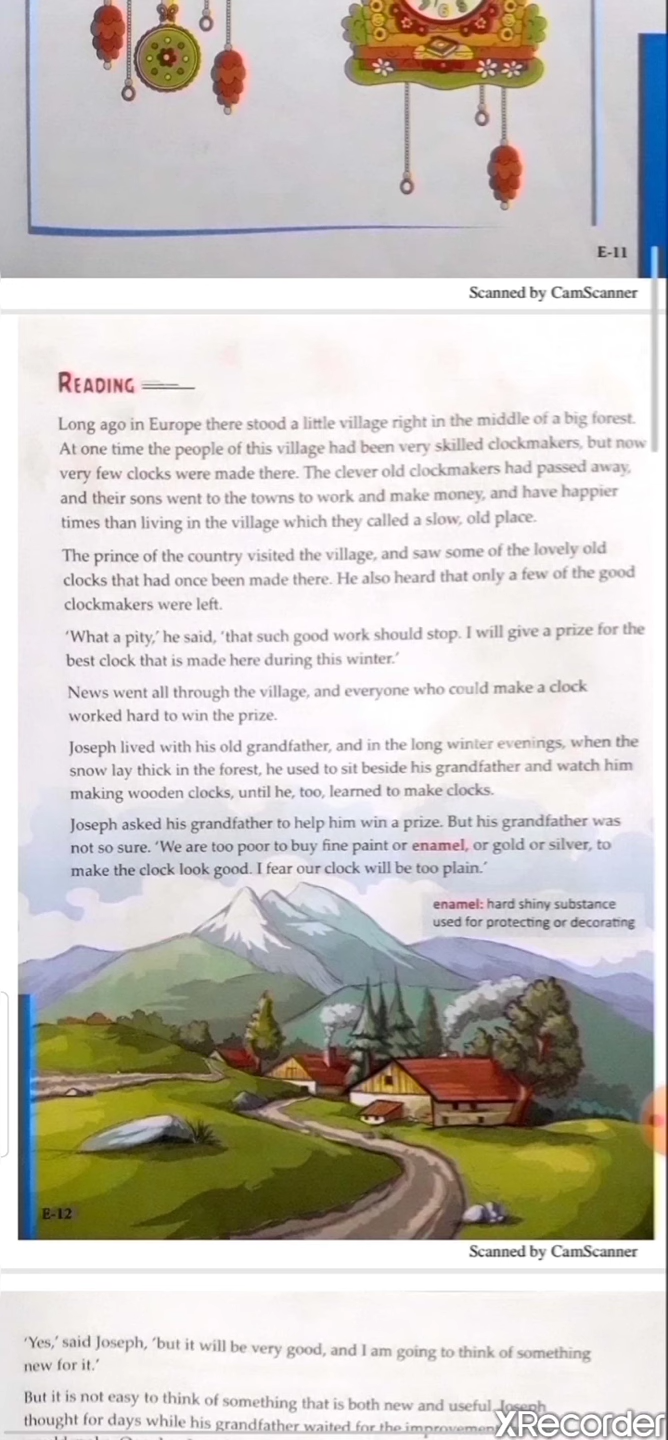 E-11
Scanned by CamScanner
READING
Long ago in Europe there stood a little village right in the middle of a big forest.
At one time the people of this village had been very skilled clockmakers, but now
very few clocks were made there. The clever old clockmakers had passed away,
and their sons went to the towns to work and make money, and have happier
times than living in the village which they called a slow, old place.
The prince of the country visited the village, and saw some of the lovely old
clocks that had once been made there. He also heard that only a few of the good
clockmakers were left.
‘What a pity,’ he said, ‘that such good work should stop. I will give a prize for the
best clock that is made here during this winter.’
News went all through the village, and everyone who could make a clock
worked hard to win the prize.
Joseph lived with his old grandfather, and in the long winter evenings, when the
snow lay thick in the forest, he used to sit beside his grandfather and watch him
making wooden clocks, until he, too, learned to make clocks.
Joseph asked his grandfather to help him win a prize. But his grandfather was
not so sure. ‘We are too poor to buy fine paint or enamel, or gold or silver, to
make the clock look good. I fear our clock will be too plain.’
enamel: hard shiny substance
used for protecting or decorating
E-12
Scanned by CamScanner
‘Yes,’ said Joseph, ‘but it will be very good, and I am going to think of something
new for it.’
But it is not easy to think of something that is both new and useful. Joseph
thought for days while his grandfather waited for the
XRecorder